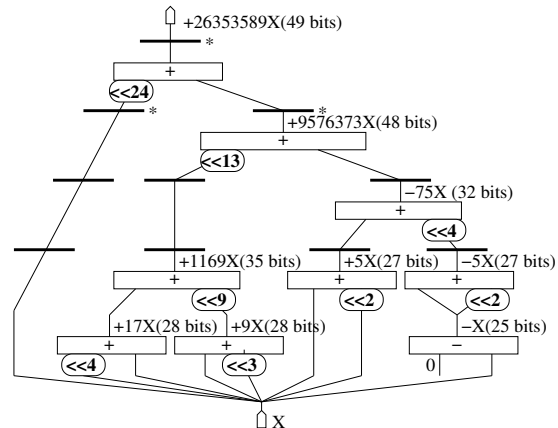 +26353589X(49 bits)
*
+
<<24
* *
+9576373X(48 bits)
+
<<13
−75X (32 bits)
+
<<4
+1169X(35 bits) +5X(27 bits) −5X(27 bits)
+ + +
<<9 <<2 <<2
+17X(28 bits) +9X(28 bits) −X(25 bits)
+ + −
<<4 <<3 0
X